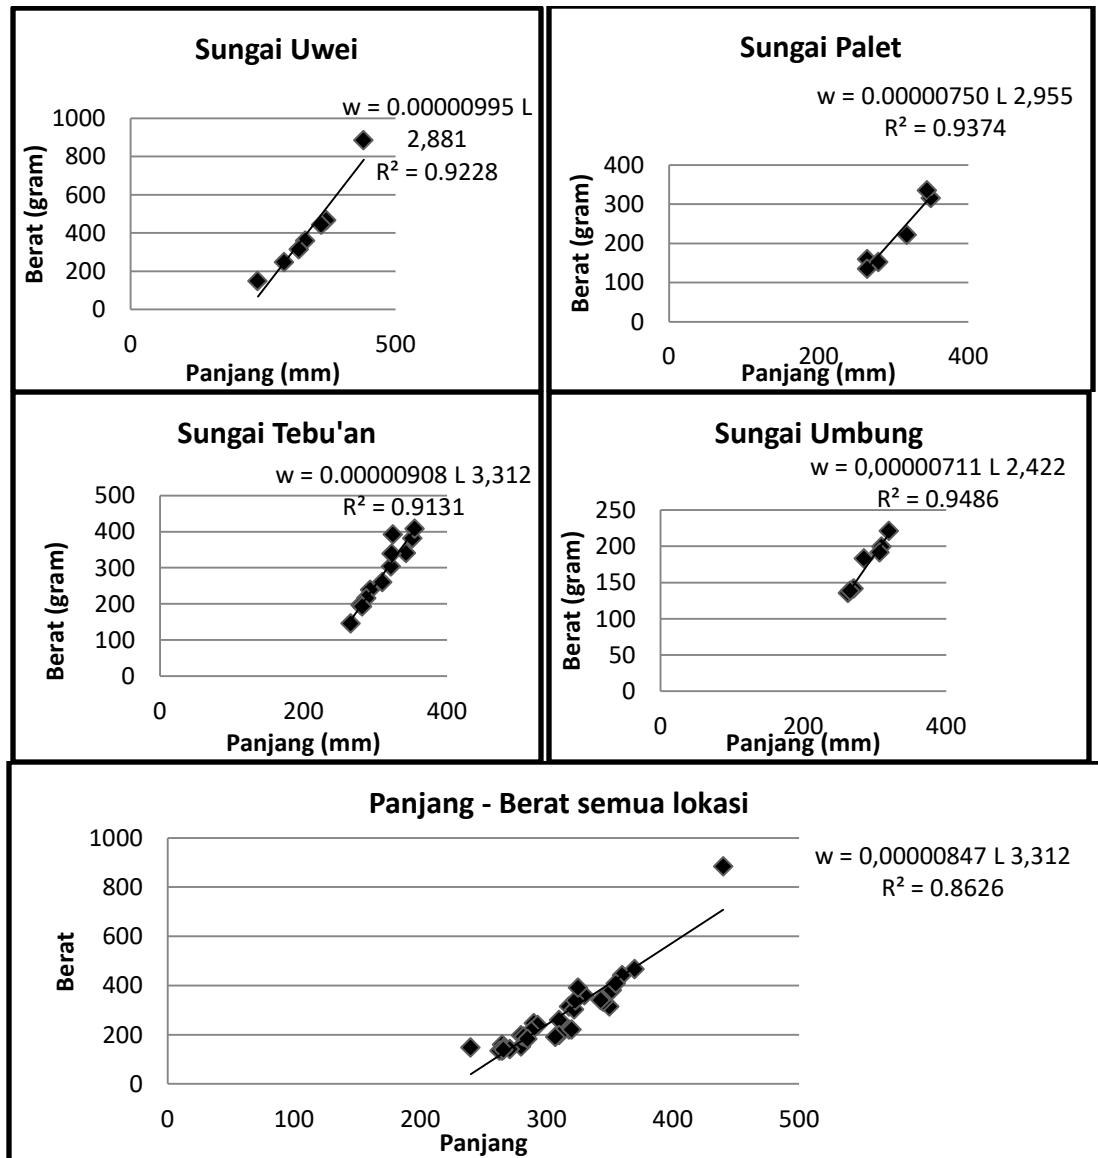 Sungai Uwei
w = 0.00000995 L
2,881
R² = 0.9228
1000
800
600
400
200
0
Berat (gram)
0
500
Panjang (mm)
Sungai Palet
w = 0.00000750 L 2,955
R² = 0.9374
400
300
200
100
0
Berat (gram)
0
200
400
Panjang (mm)
Sungai Tebu'an
w = 0.00000908 L 3,312
R² = 0.9131
500
400
300
200
100
0
Berat (gram)
0
200
400
Panjang (mm)
Sungai Umbung
w = 0,00000711 L 2,422
R² = 0.9486
250
200
150
100
50
0
Berat (gram)
0
200
400
Panjang (mm)
Panjang - Berat semua lokasi
w = 0,00000847 L 3,312
R² = 0.8626
1000
800
600
400
200
0
Berat
0
100
200
300
400
500
Panjang